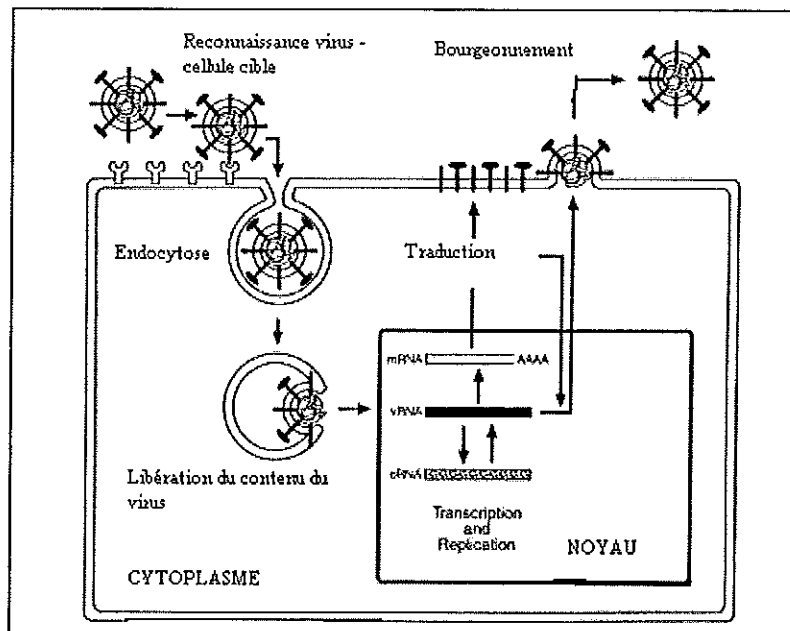 Reconnaissance virus -
cellule cible
Bourgeonnement
Endocytose
Traduction
mRNA
AAAA
vRNA
cRNA
Libération du contenu du
virus
Transcription
and
Replication
NOYAU
CYTOPLASME